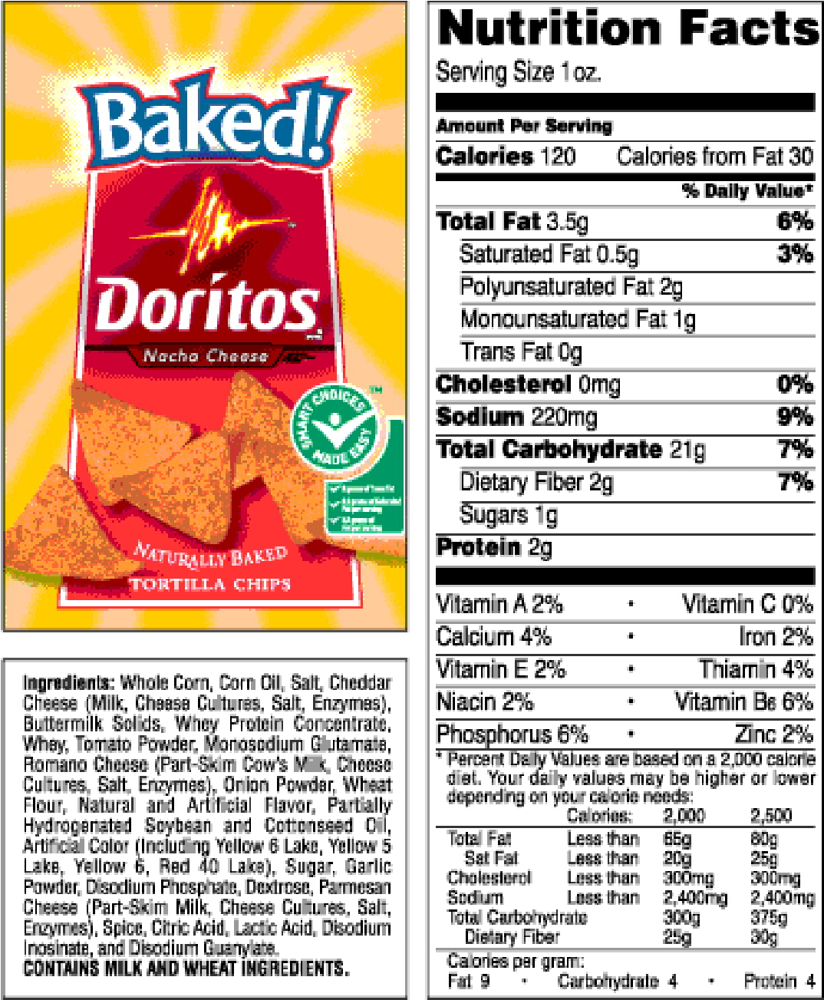 Baked!
Doritos
Nacho Cheese
TM
SMART CHOICES
MADE EASY
NATURALLY BAKED
TORTILLA CHIPS
Ingredients: Whole Corn, Corn Oil, Salt, Cheddar
Cheese (Milk, Cheese Cultures, Salt, Enzymes),
Buttermilk Solids, Whey Protein Concentrate,
Whey, Tomato Powder, Monosodium Glutamate,
Romano Cheese (Part-Skim Cow's Milk, Cheese
Cultures, Salt, Enzymes), Onion Powder, Wheat
Flour, Natural and Artificial Flavor, Partially
Hydrogenated Soybean and Cottonseed Oil,
Artificial Color (Including Yellow 6 Lake, Yellow 5
Lake, Yellow 6, Red 40 Lake), Sugar, Garlic
Powder, Disodium Phosphate, Dextrose, Parmesan
Cheese (Part-Skim Milk, Cheese Cultures, Salt,
Enzymes), Spice, Citric Acid, Lactic Acid, Disodium
Inosinate, and Disodium Guanylate.
CONTAINS MILK AND WHEAT INGREDIENTS.
Nutrition Facts
Serving Size 1 oz.
Amount Per Serving
Calories 120 Calories from Fat 30
% Daily Value*
Total Fat 3.5g 6%
Saturated Fat 0.5g 3%
Polyunsaturated Fat 2g
Monounsaturated Fat 1g
Trans Fat 0g
Cholesterol 0mg 0%
Sodium 220mg 9%
Total Carbohydrate 21g 7%
Dietary Fiber 2g 7%
Sugars 1g
Protein 2g
Vitamin A 2% • Vitamin C 0%
Calcium 4% • Iron 2%
Vitamin E 2% • Thiamin 4%
Niacin 2% • Vitamin B6 6%
Phosphorus 6% • Zinc 2%
* Percent Daily Values are based on a 2,000 calorie
diet. Your daily values may be higher or lower
depending on your calorie needs:
Calories: 2,000 2,500
Total Fat Less than 65g 80g
Sat Fat Less than 20g 25g
Cholesterol Less than 300mg 300mg
Sodium Less than 2,400mg 2,400mg
Total Carbohydrate 300g 375g
Dietary Fiber 25g 30g
Calories per gram:
Fat 9 • Carbohydrate 4 • Protein 4